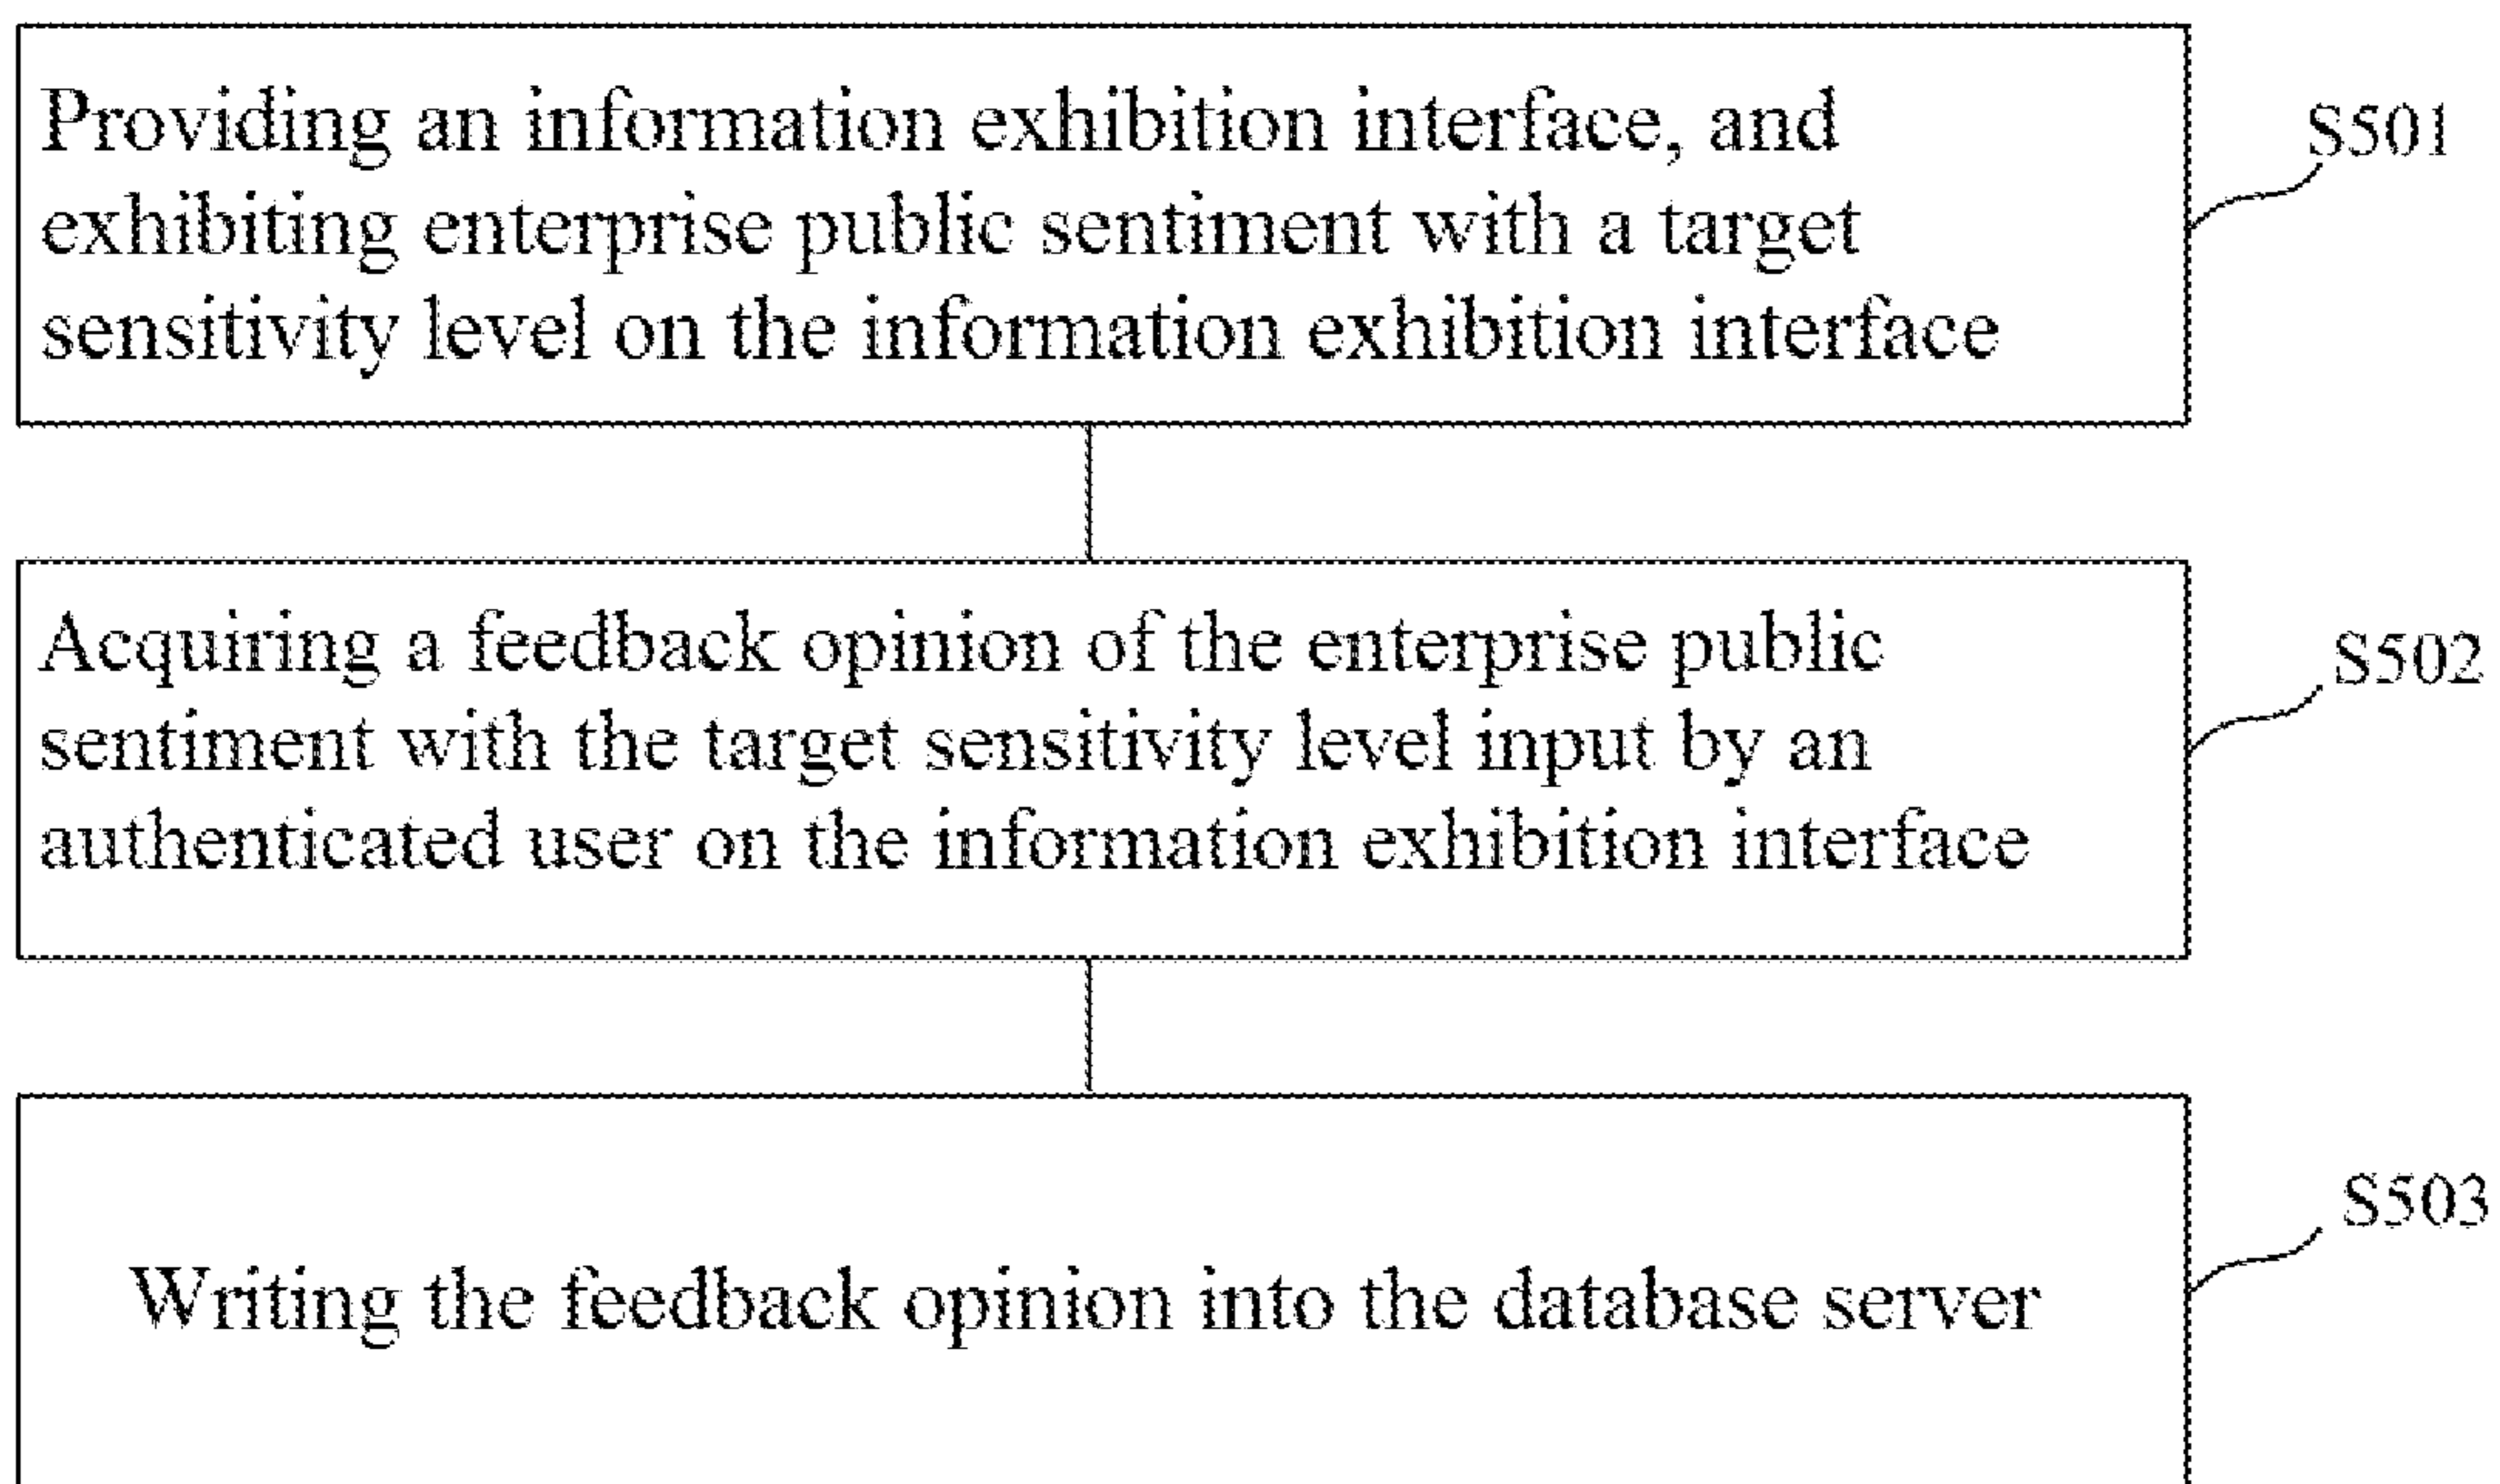 Providing an information exhibition interface, and
S501
exhibiting enterprise public sentiment with a target
sensitivity level on the information exhibition interface
Acquiring a feedback opinion of the enterprise public
S502
sentiment with the target sensitivity level input by an
authenticated user on the information exhibition interface
S503
Writing the feedback opinion into the database server